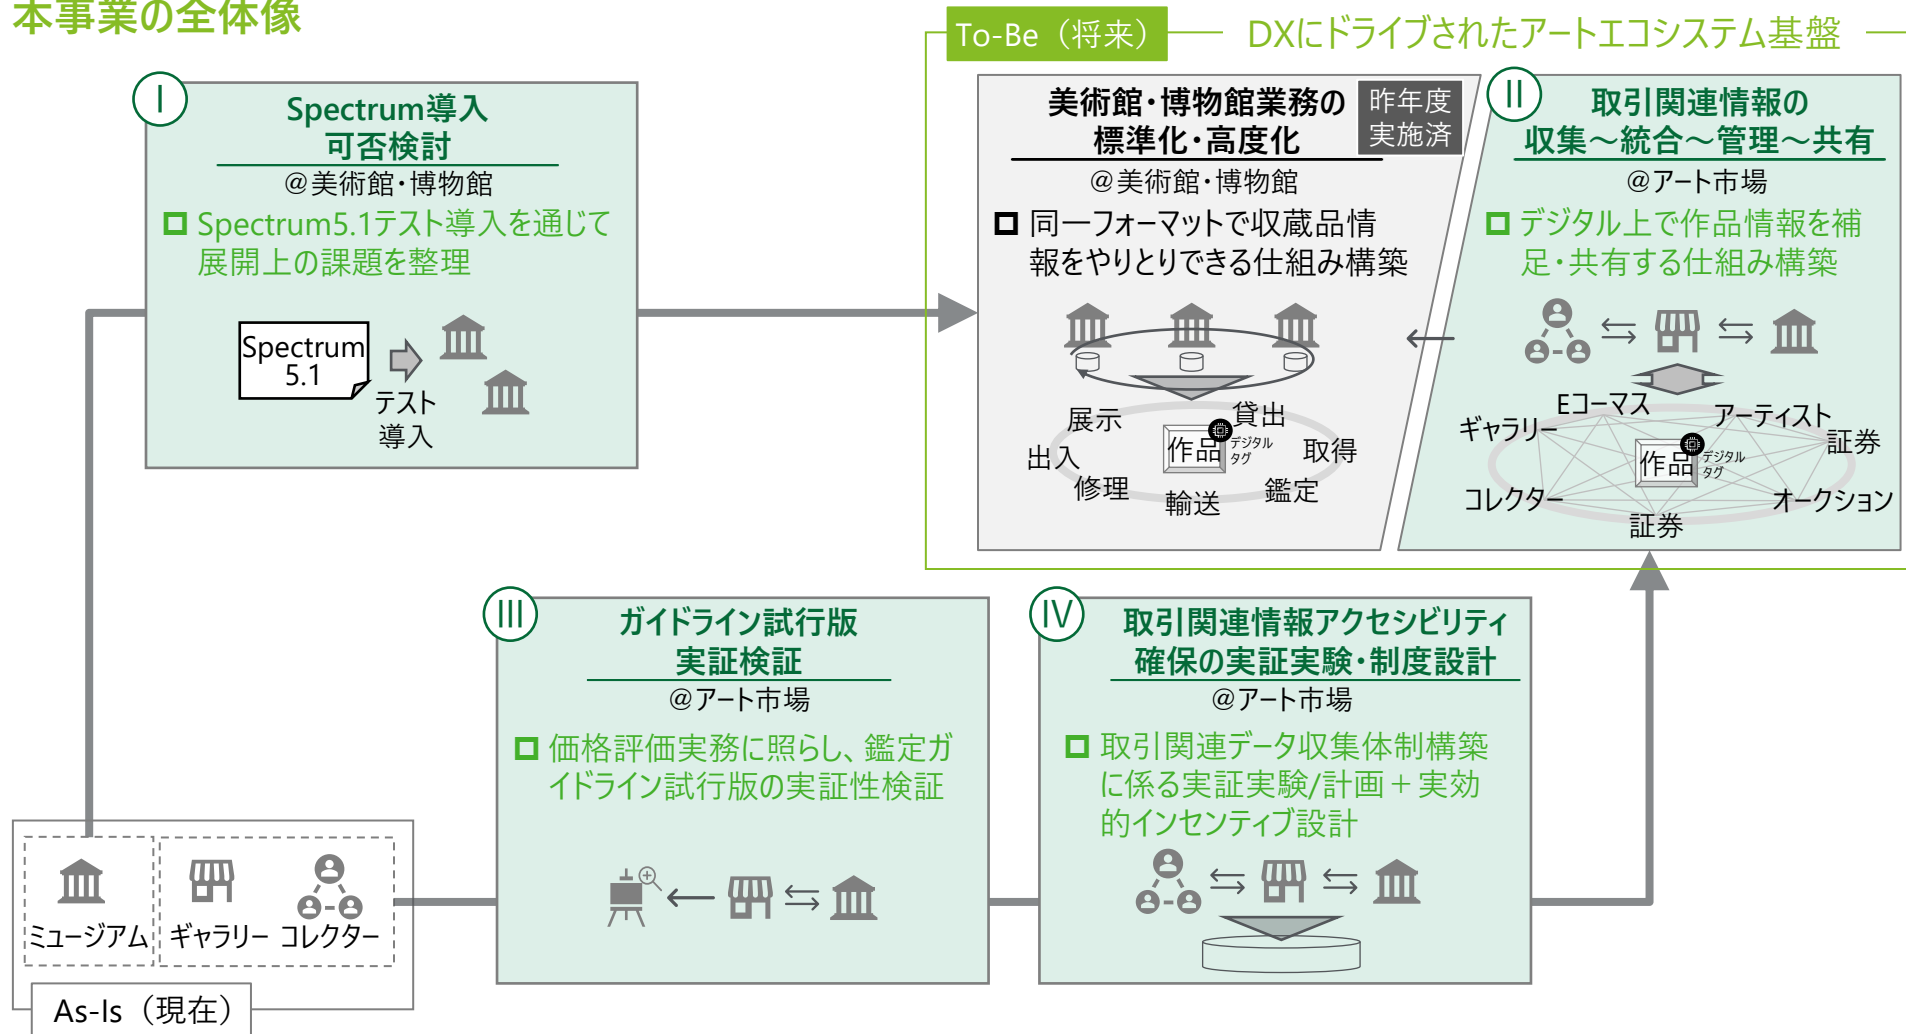 本事業の全体像
To-Be（将来）
DXにドライブされたアートエコシステム基盤
Ⅰ
Spectrum導入
可否検討
@美術館・博物館
Spectrum5.1テスト導入を通じて
展開上の課題を整理
Spectrum
5.1
テスト
導入
美術館・博物館業務の
標準化・高度化
昨年度
実施済
@美術館・博物館
同一フォーマットで収蔵品情
報をやりとりできる仕組み構築
展示
貸出
出入
作品
デジタル
タグ
取得
修理
輸送
鑑定
Ⅱ
取引関連情報の
収集～統合～管理～共有
@アート市場
デジタル上で作品情報を補
足・共有する仕組み構築
Eコーマス
アーティスト
ギャラリー
証券
作品
デジタル
タグ
コレクター
オークション
証券
Ⅲ
ガイドライン試行版
実証検証
@アート市場
価格評価実務に照らし、鑑定ガ
イドライン試行版の実証性検証
Ⅳ
取引関連情報アクセシビリティ
確保の実証実験・制度設計
@アート市場
取引関連データ収集体制構築
に係る実証実験/計画＋実効
的インセンティブ設計
ミュージアム
ギャラリー
コレクター
As-Is（現在）